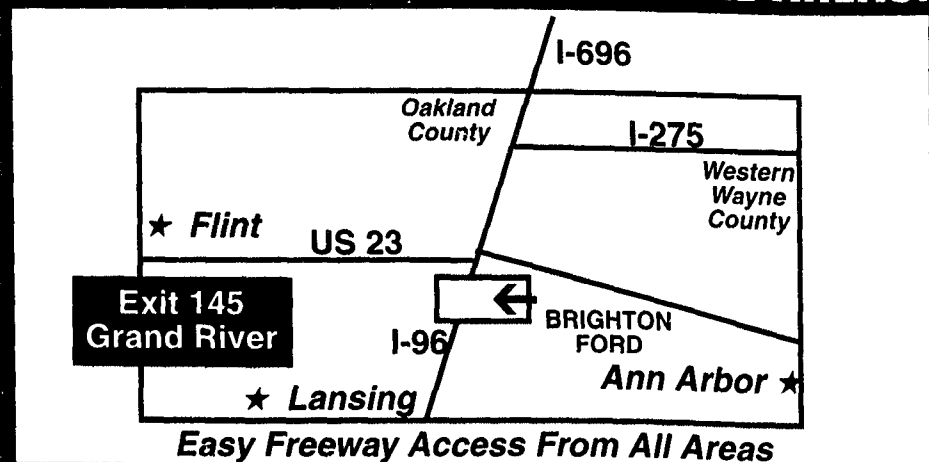 I-696
Oakland
County
I-275
Western
Wayne
County
★ Flint
US 23
Exit 145
Grand River
BRIGHTON
FORD
I-96
Ann Arbor ★
★ Lansing
Easy Freeway Access From All Areas